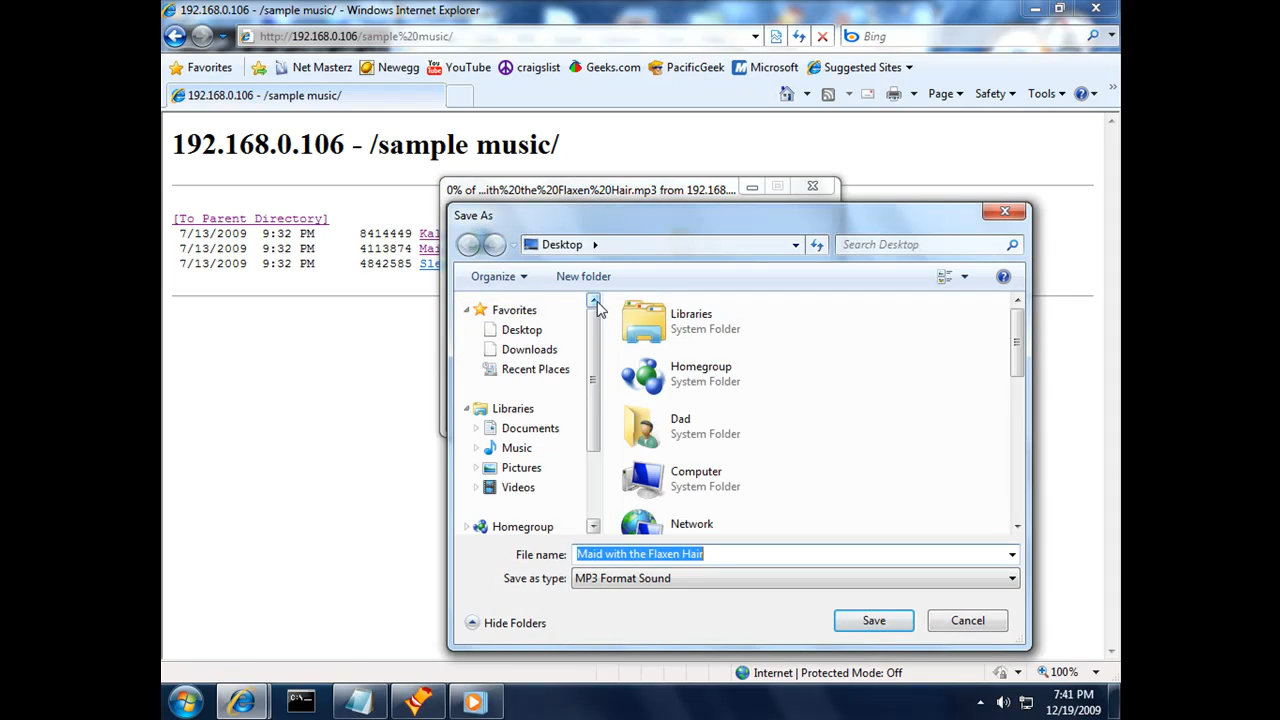 192.168.0.106 - /sample music/ - Windows Internet Explorer
http://192.168.0.106/sample%20music/
Bing
Favorites Net Masterz Newegg YouTube craigslist Geeks.com PacificGeek Microsoft Suggested Sites
192.168.0.106 - /sample music/
Page Safety Tools
192.168.0.106 - /sample music/
0% of ...ith%20the%20Flaxen%20Hair.mp3 from 192.168....
Save As
[To Parent Directory]
7/13/2009 9:32 PM 8414449 Kal
7/13/2009 9:32 PM 4113874 Mai
7/13/2009 9:32 PM 4842585 Sle
Desktop
Search Desktop
Organize New folder
Favorites
Desktop
Downloads
Recent Places
Libraries
Documents
Music
Pictures
Videos
Homegroup
Libraries
System Folder
Homegroup
System Folder
Dad
System Folder
Computer
System Folder
Network
File name: Maid with the Flaxen Hair
Save as type: MP3 Format Sound
Hide Folders
Save Cancel
Internet | Protected Mode: Off
100%
7:41 PM
12/19/2009